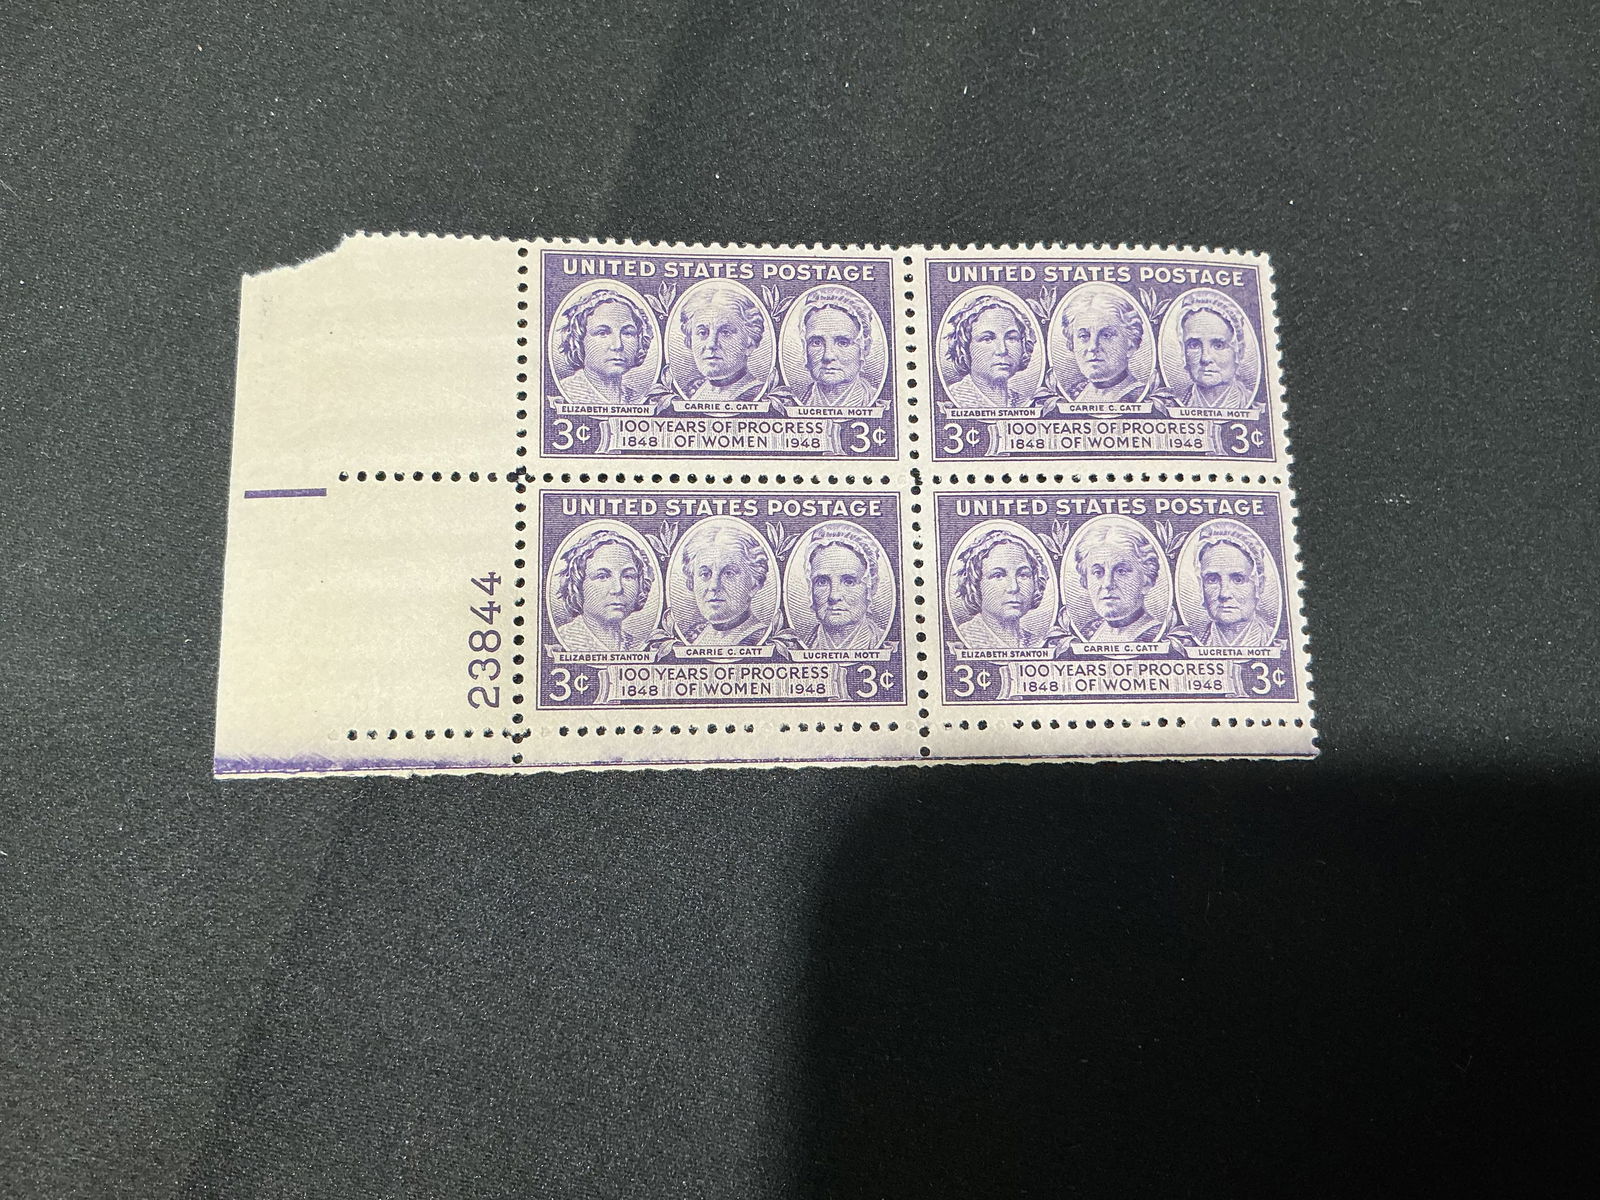 UNITED STATES POSTAGE
ELIZABETH STANTON CARRIE C. CATT LUCRETIA MOTT
3¢ 100 YEARS OF PROGRESS 3¢
1848 OF WOMEN 1948
UNITED STATES POSTAGE
ELIZABETH STANTON CARRIE C. CATT LUCRETIA MOTT
3¢ 100 YEARS OF PROGRESS 3¢
1848 OF WOMEN 1948
23844
UNITED STATES POSTAGE
ELIZABETH STANTON CARRIE C. CATT LUCRETIA MOTT
3¢ 100 YEARS OF PROGRESS 3¢
1848 OF WOMEN 1948
UNITED STATES POSTAGE
ELIZABETH STANTON CARRIE C. CATT LUCRETIA MOTT
3¢ 100 YEARS OF PROGRESS 3¢
1848 OF WOMEN 1948